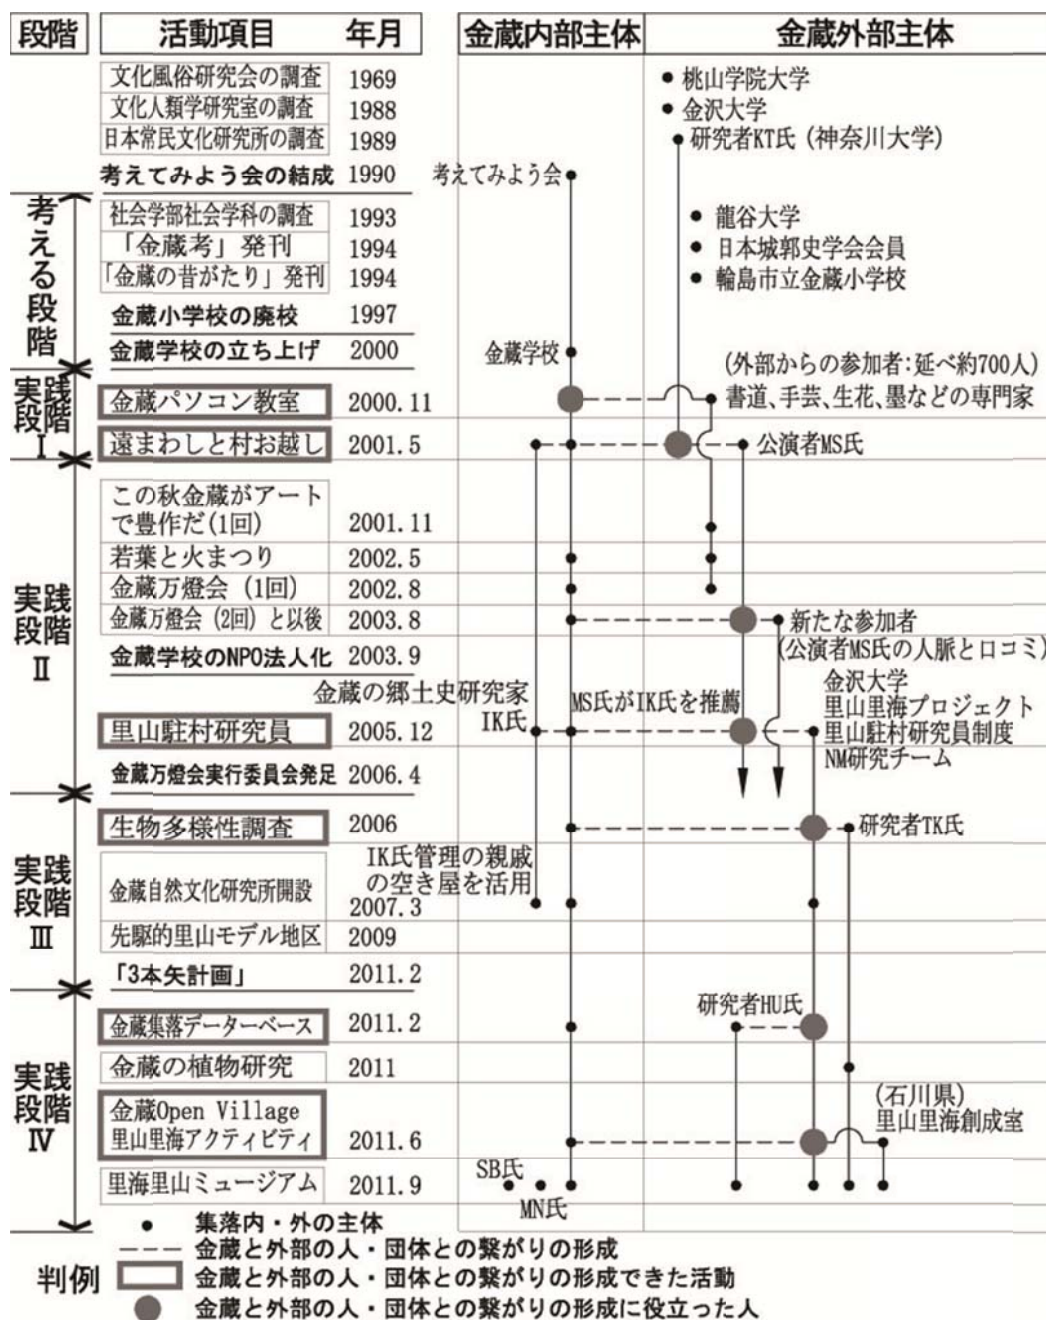 段階 活動項目 年月 金蔵内部主体 金蔵外部主体
文化風俗研究会の調査 1969 桃山学院大学
文化人類学研究室の調査 1988 金沢大学
日本常民文化研究所の調査 1989 研究者KT氏（神奈川大学）
考えてみよう会の結成 1990 考えてみよう会
考える段階
社会学部社会学科の調査 1993 龍谷大学
「金蔵考」発刊 1994 日本城郭史学会会員
「金蔵の昔がたり」発刊 1994 輪島市立金蔵小学校
金蔵小学校の廃校 1997
金蔵学校の立ち上げ 2000 金蔵学校
(外部からの参加者:延べ約700人)
実践段階Ⅰ
金蔵パソコン教室 2000.11 書道、手芸、生花、墨などの専門家
遠まわしと村お越し 2001.5 公演者MS氏
この秋金蔵がアート
で豊作だ(1回) 2001.11
若葉と火まつり 2002.5
金蔵万燈会（1回） 2002.8
実践段階Ⅱ
金蔵万燈会（2回）と以後 2003.8 新たな参加者
(公演者MS氏の人脈と口コミ)
金蔵学校のNPO法人化 2003.9
金蔵の郷土史研究家
IK氏
MS氏がIK氏を推薦
金沢大学
里山里海プロジェクト
里山駐村研究員制度
NM研究チーム
里山駐村研究員 2005.12
金蔵万燈会実行委員会発足 2006.4
生物多様性調査 2006 研究者TK氏
実践段階Ⅲ
IK氏管理の親戚
の空き屋を活用
金蔵自然文化研究所開設 2007.3
先駆的里山モデル地区 2009
「3本矢計画」 2011.2
研究者HU氏
金蔵集落データーベース 2011.2
実践段階Ⅳ
金蔵の植物研究 2011
金蔵Open Village
里山里海アクティビティ 2011.6
(石川県)
里山里海創成室
SB氏
里海里山ミュージアム 2011.9
MN氏
判例
集落内・外の主体
金蔵と外部の人・団体との繋がりの形成
金蔵と外部の人・団体との繋がりの形成できた活動
金蔵と外部の人・団体との繋がりの形成に役立った人